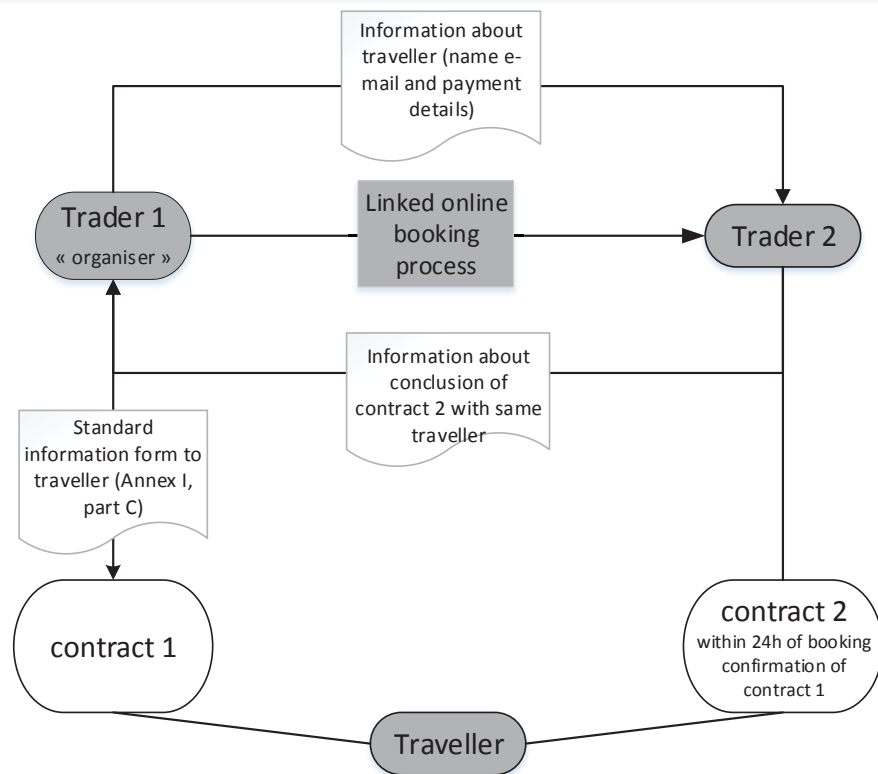 Information about
traveller (name e-
mail and payment
details)
Trader 1
« organiser »
Linked online
booking
process
Trader 2
Information about
conclusion of
contract 2 with same
traveller
Standard
information form to
traveller (Annex I,
part C)
contract 1
contract 2
within 24h of booking
confirmation of
contract 1
Traveller